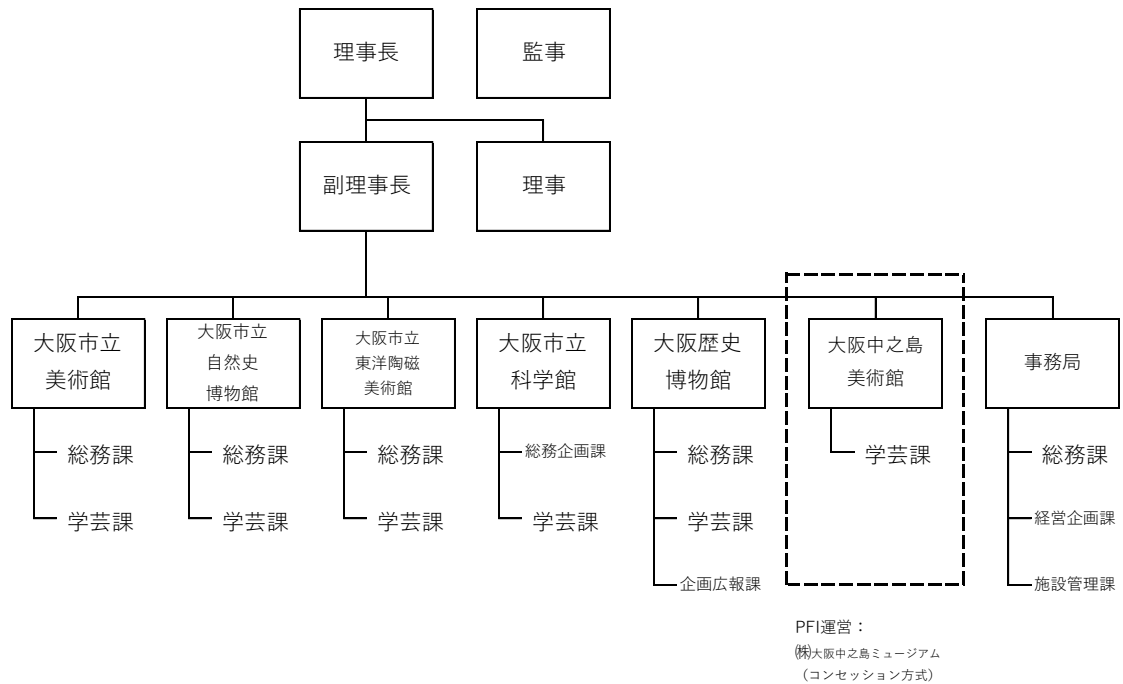 理事長
監事
副理事長
理事
大阪市立
美術館
総務課
学芸課
大阪市立
自然史
博物館
総務課
学芸課
大阪市立
東洋陶磁
美術館
総務課
学芸課
大阪市立
科学館
総務企画課
学芸課
大阪歴史
博物館
総務課
学芸課
企画広報課
大阪中之島
美術館
学芸課
事務局
総務課
経営企画課
施設管理課
PFI運営：
㈱大阪中之島ミュージアム
（コンセッション方式）